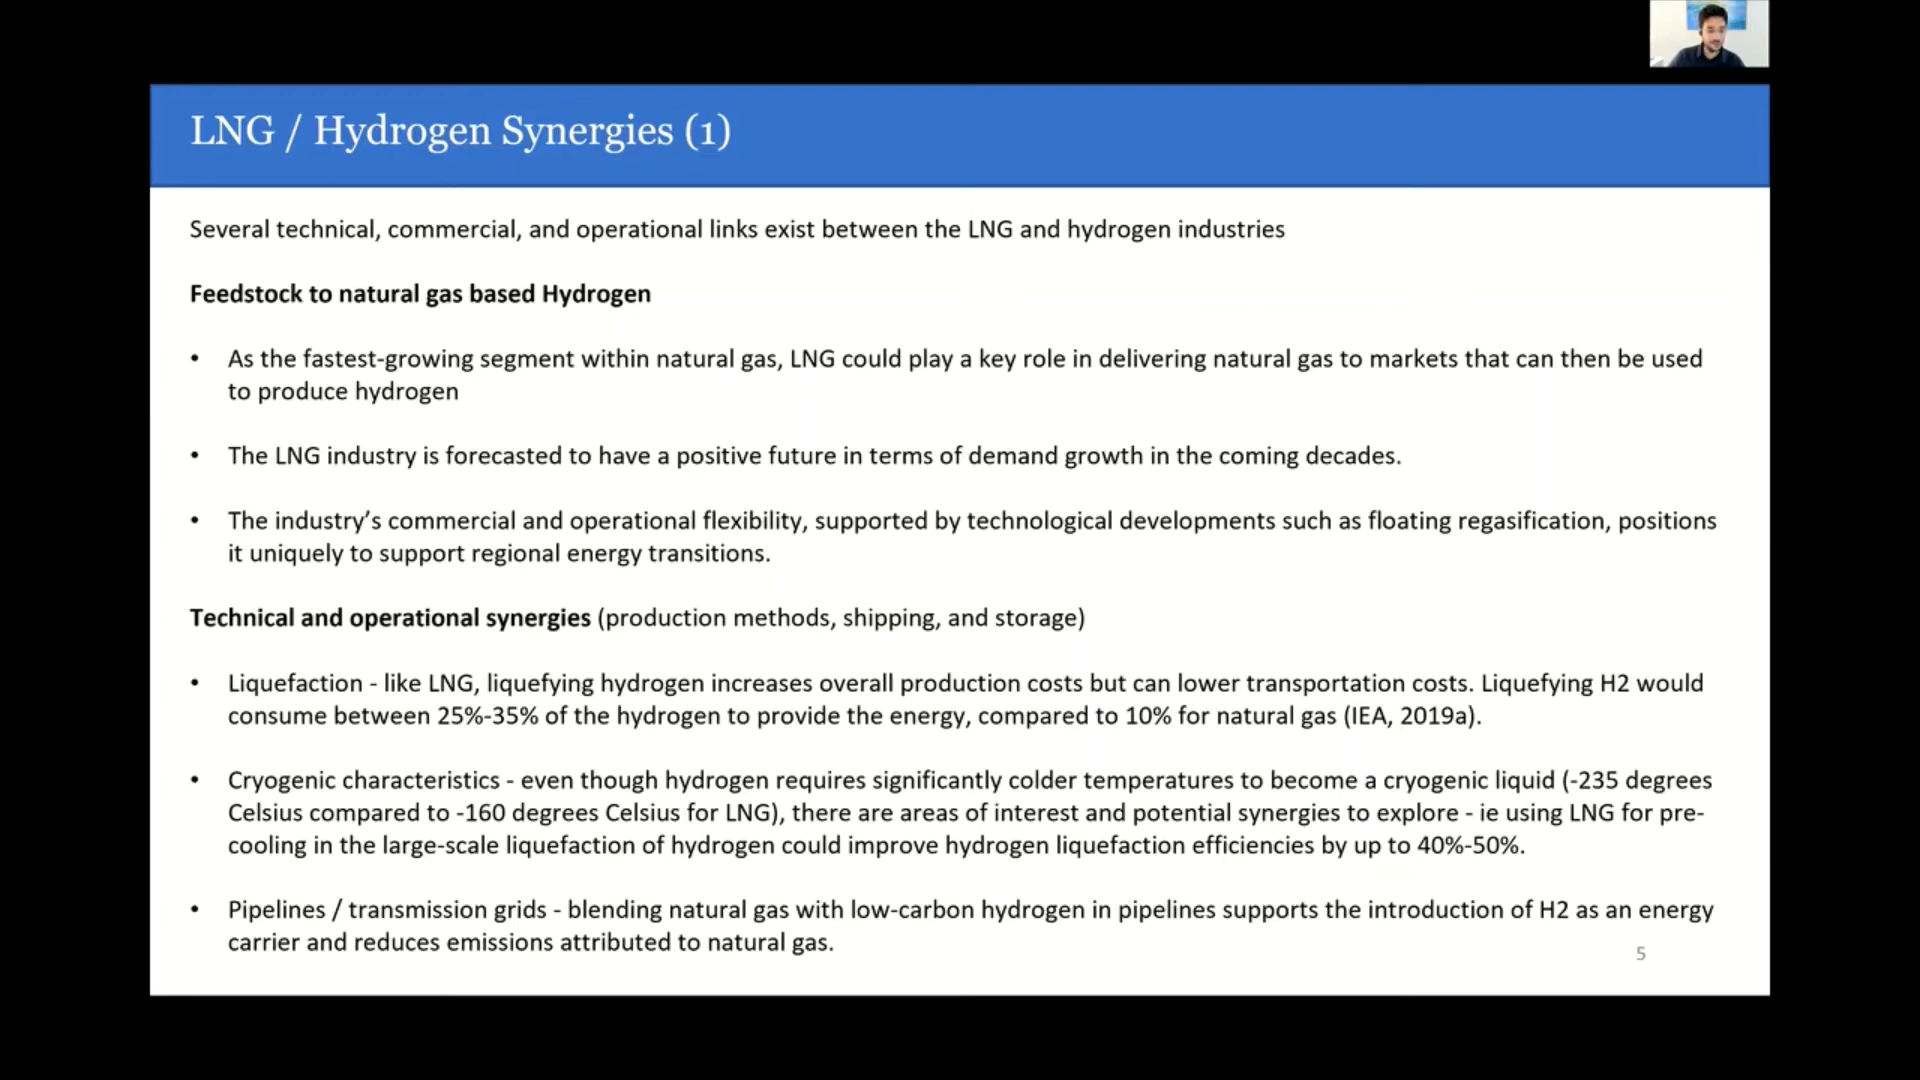 LNG / Hydrogen Synergies (1)
Several technical, commercial, and operational links exist between the LNG and hydrogen industries
Feedstock to natural gas based Hydrogen
• As the fastest-growing segment within natural gas, LNG could play a key role in delivering natural gas to markets that can then be used
to produce hydrogen
• The LNG industry is forecasted to have a positive future in terms of demand growth in the coming decades.
• The industry’s commercial and operational flexibility, supported by technological developments such as floating regasification, positions
it uniquely to support regional energy transitions.
Technical and operational synergies (production methods, shipping, and storage)
• Liquefaction - like LNG, liquefying hydrogen increases overall production costs but can lower transportation costs. Liquefying H2 would
consume between 25%-35% of the hydrogen to provide the energy, compared to 10% for natural gas (IEA, 2019a).
• Cryogenic characteristics - even though hydrogen requires significantly colder temperatures to become a cryogenic liquid (-235 degrees
Celsius compared to -160 degrees Celsius for LNG), there are areas of interest and potential synergies to explore - ie using LNG for pre-
cooling in the large-scale liquefaction of hydrogen could improve hydrogen liquefaction efficiencies by up to 40%-50%.
• Pipelines / transmission grids - blending natural gas with low-carbon hydrogen in pipelines supports the introduction of H2 as an energy
carrier and reduces emissions attributed to natural gas.
5